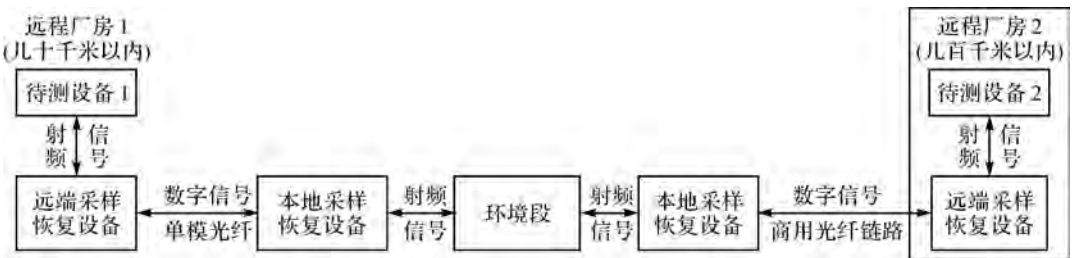 远程厂房1
(几十千米以内)
待测设备1
射频
信号
远端采样
恢复设备
数字信号
单模光纤
本地采样
恢复设备
射频
信号
环境段
射频
信号
本地采样
恢复设备
数字信号
商用光纤链路
远程厂房2
(几百千米以内)
待测设备2
射频
信号
远端采样
恢复设备